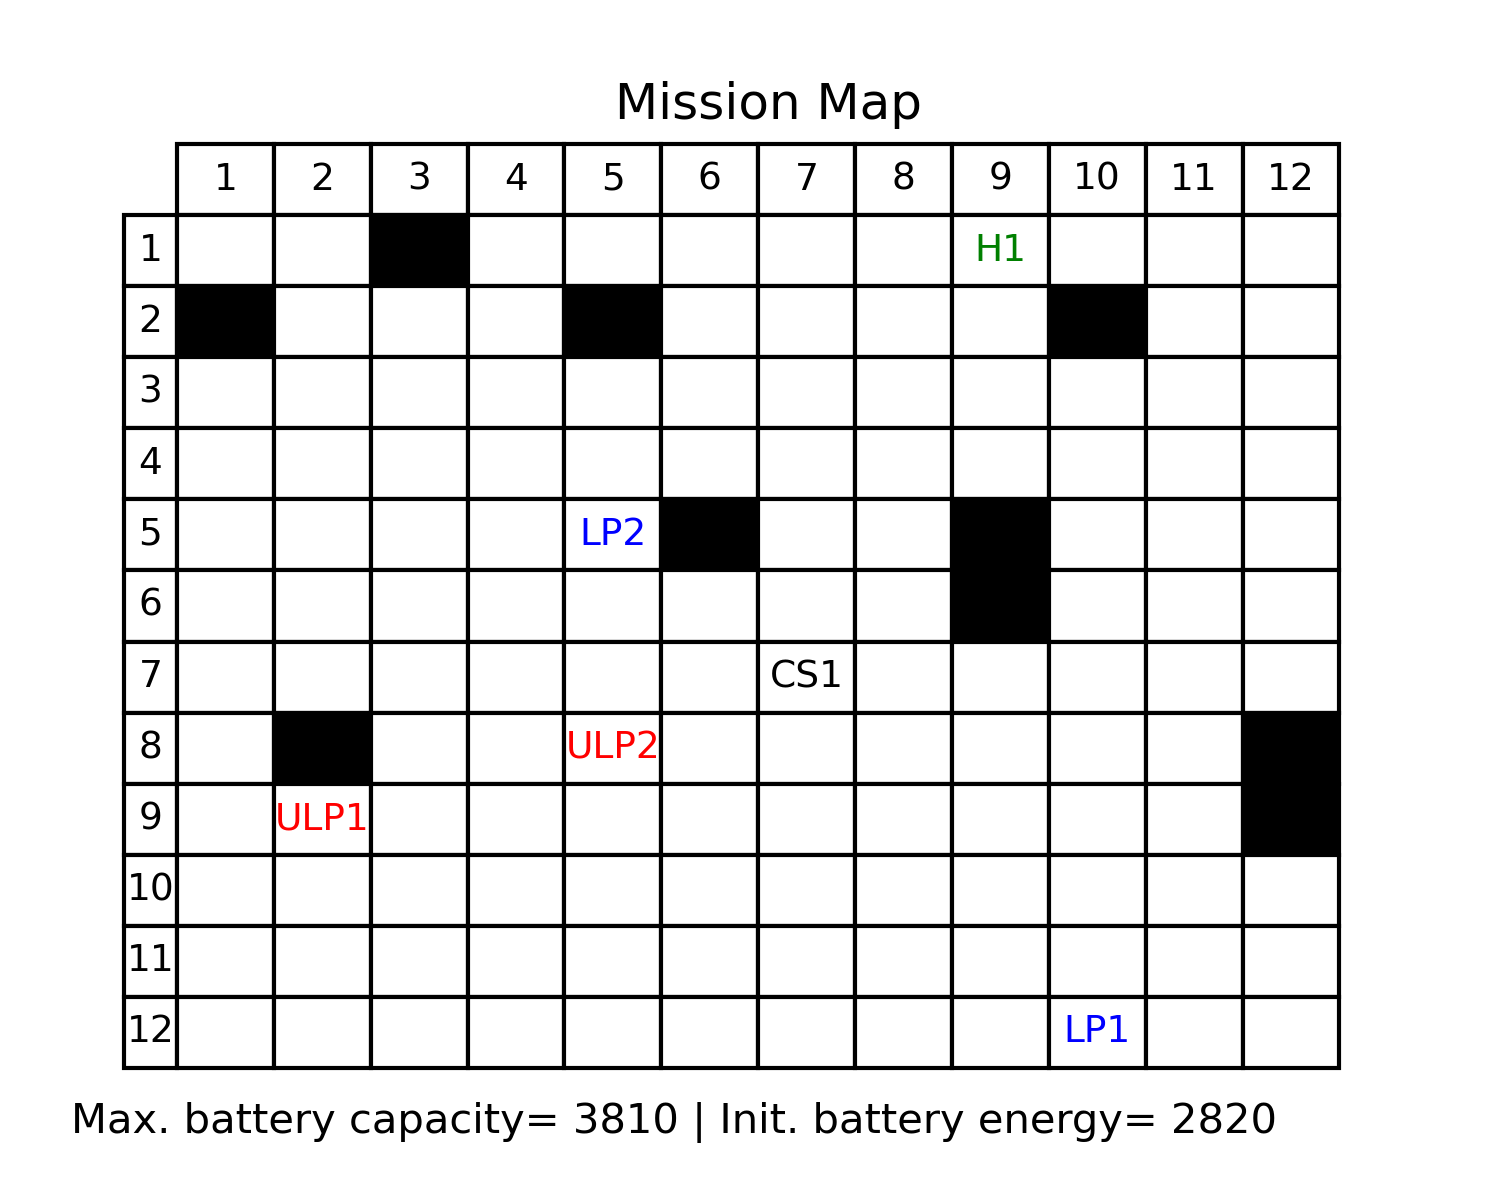 Mission Map
1 2 3 4 5 6 7 8 9 10 11 12
1 H1
2
3
4
5 LP2
6
7 CS1
8 ULP2
9 ULP1
10
11
12 LP1
Max. battery capacity= 3810 | Init. battery energy= 2820